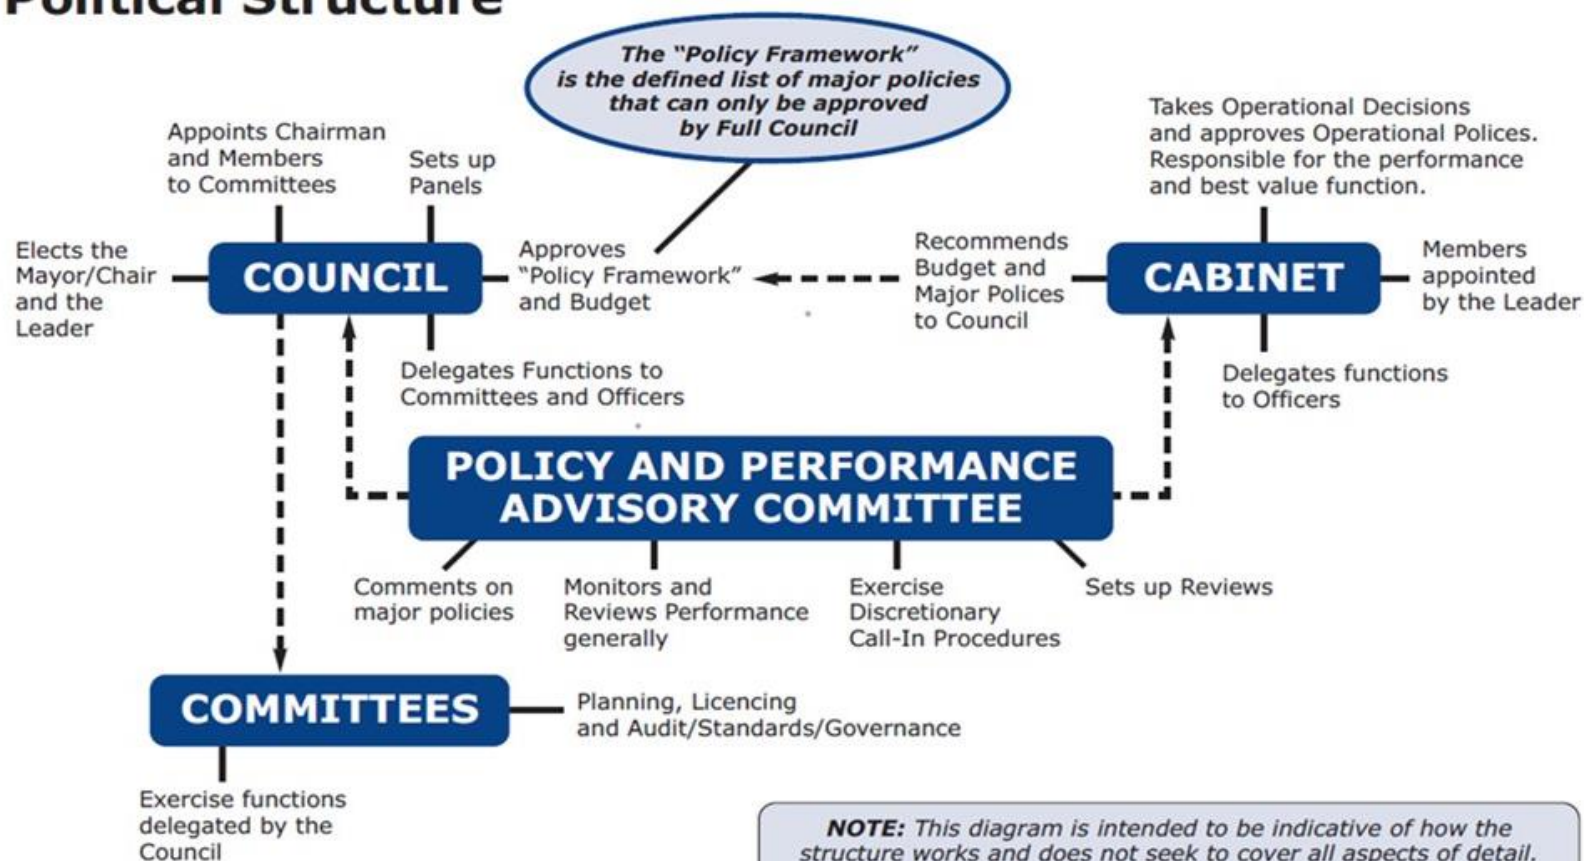 Political Structure
The “Policy Framework”
is the defined list of major policies
that can only be approved
by Full Council
Appoints Chairman
and Members
to Committees
Sets up
Panels
Takes Operational Decisions
and approves Operational Polices.
Responsible for the performance
and best value function.
Elects the
Mayor/Chair
and the
Leader
COUNCIL
Approves
“Policy Framework”
and Budget
Recommends
Budget and
Major Polices
to Council
CABINET
Members
appointed
by the Leader
Delegates Functions to
Committees and Officers
Delegates functions
to Officers
POLICY AND PERFORMANCE
ADVISORY COMMITTEE
Comments on
major policies
Monitors and
Reviews Performance
generally
Exercise
Discretionary
Call-In Procedures
Sets up Reviews
COMMITTEES
Planning, Licencing
and Audit/Standards/Governance
Exercise functions
delegated by the
Council
NOTE: This diagram is intended to be indicative of how the
structure works and does not seek to cover all aspects of detail.